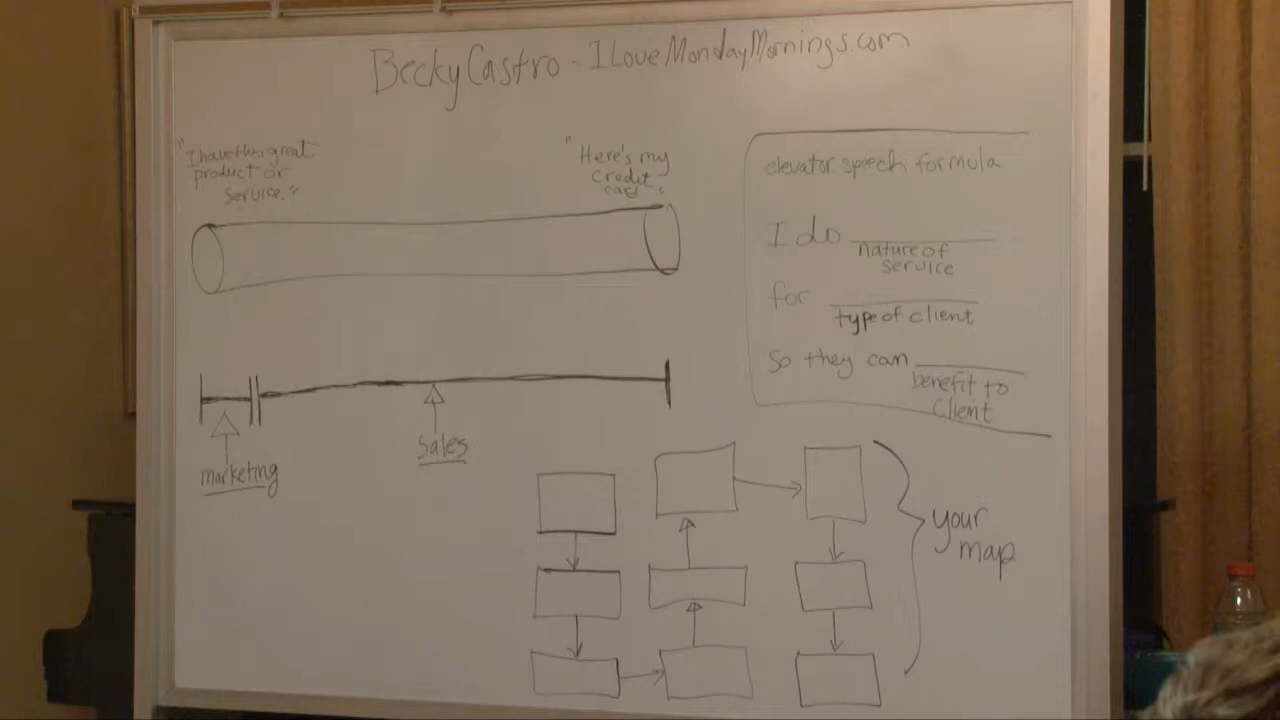 BeckyCastro - ILoveMondayMornings.com
"I have this great
product or
service."
"Here's my
credit
card"
elevator speech formula
I do
nature of
service
for
type of client
So they can
benefit to
client
marketing
sales
your
map